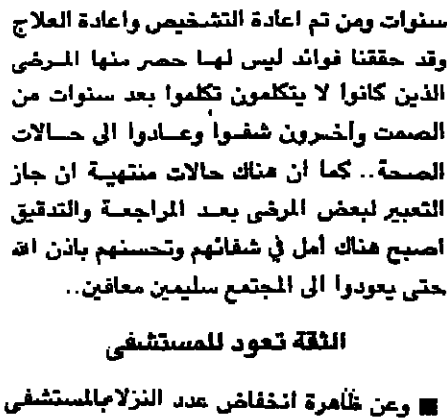 سنوات ومن تم اعادة التشخيص واعادة العلاج
وقد حققنا فوائد ليس لها حصر منها المرضى
الذين كانوا لا يتكلمون تكلموا بعد سنوات من
الصمت وآخرون شفوا وعادوا الى حالات
الصحة.. كما ان هناك حالات منتهية ان جاز
التعبير لبعض المرضى بعد المراجعة والتدقيق
اصبح هناك أمل في شفائهم وتحسنهم باذن الله
حتى يعودوا الى المجتمع سليمين معافين..
الثقة تعود للمستشفى
■ وعن ظاهرة انخفاض عدد النزلاء بالمستشفى